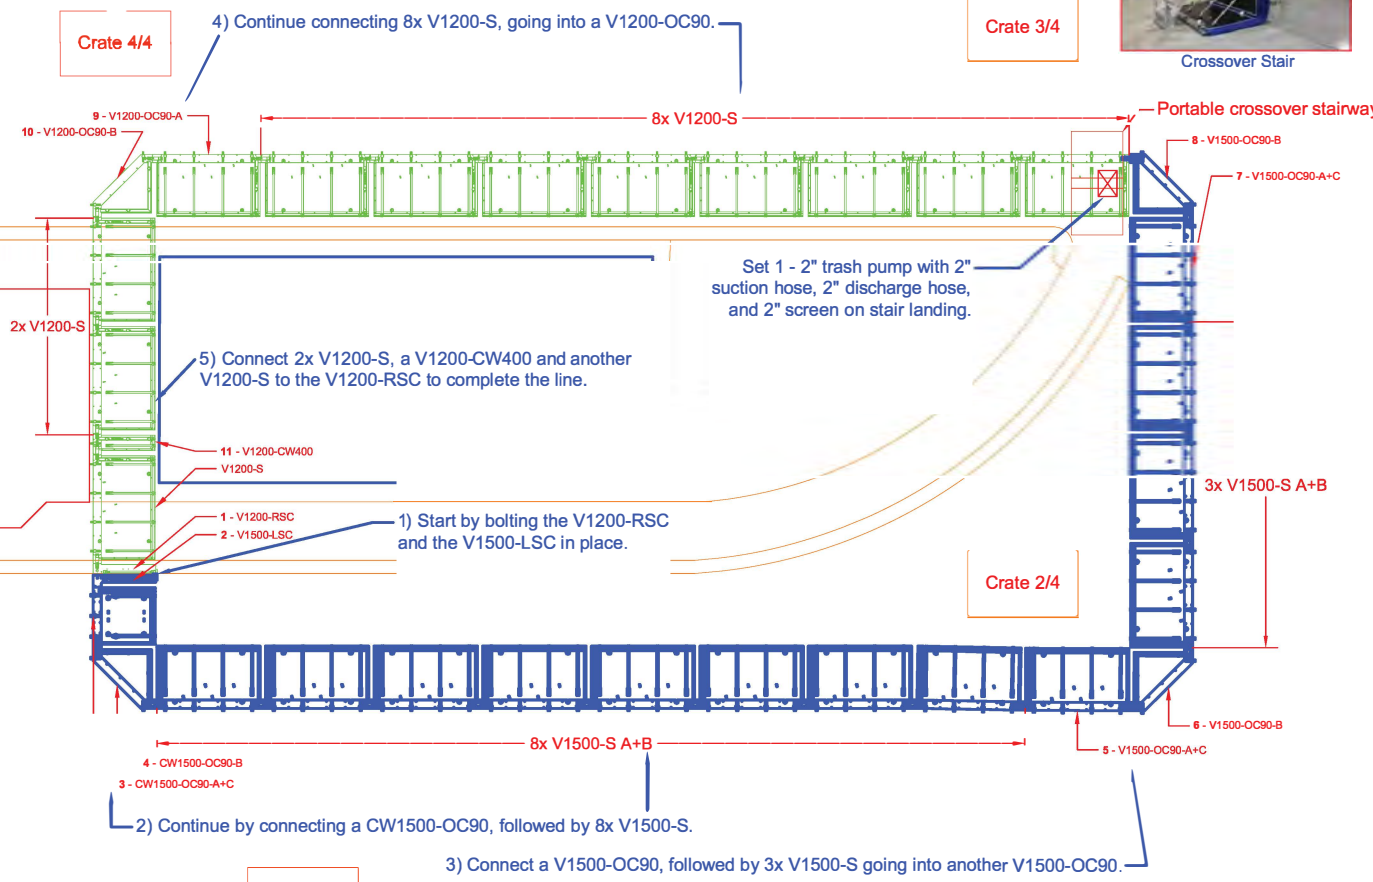 4) Continue connecting 8x V1200-S, going into a V1200-OC90.
Crate 4/4
Crate 3/4
Crossover Stair
9 - V1200-OC90-A
10 - V1200-OC90-B
8x V1200-S
Portable crossover stairway
8 - V1500-OC90-B
7 - V1500-OC90-A+C
Set 1 - 2" trash pump with 2"
suction hose, 2" discharge hose,
and 2" screen on stair landing.
2x V1200-S
5) Connect 2x V1200-S, a V1200-CW400 and another
V1200-S to the V1200-RSC to complete the line.
11 - V1200-CW400
V1200-S
3x V1500-S A+B
1 - V1200-RSC
2 - V1500-LSC
1) Start by bolting the V1200-RSC
and the V1500-LSC in place.
Crate 2/4
6 - V1500-OC90-B
8x V1500-S A+B
5 - V1500-OC90-A+C
4 - CW1500-OC90-B
3 - CW1500-OC90-A+C
2) Continue by connecting a CW1500-OC90, followed by 8x V1500-S.
3) Connect a V1500-OC90, followed by 3x V1500-S going into another V1500-OC90.